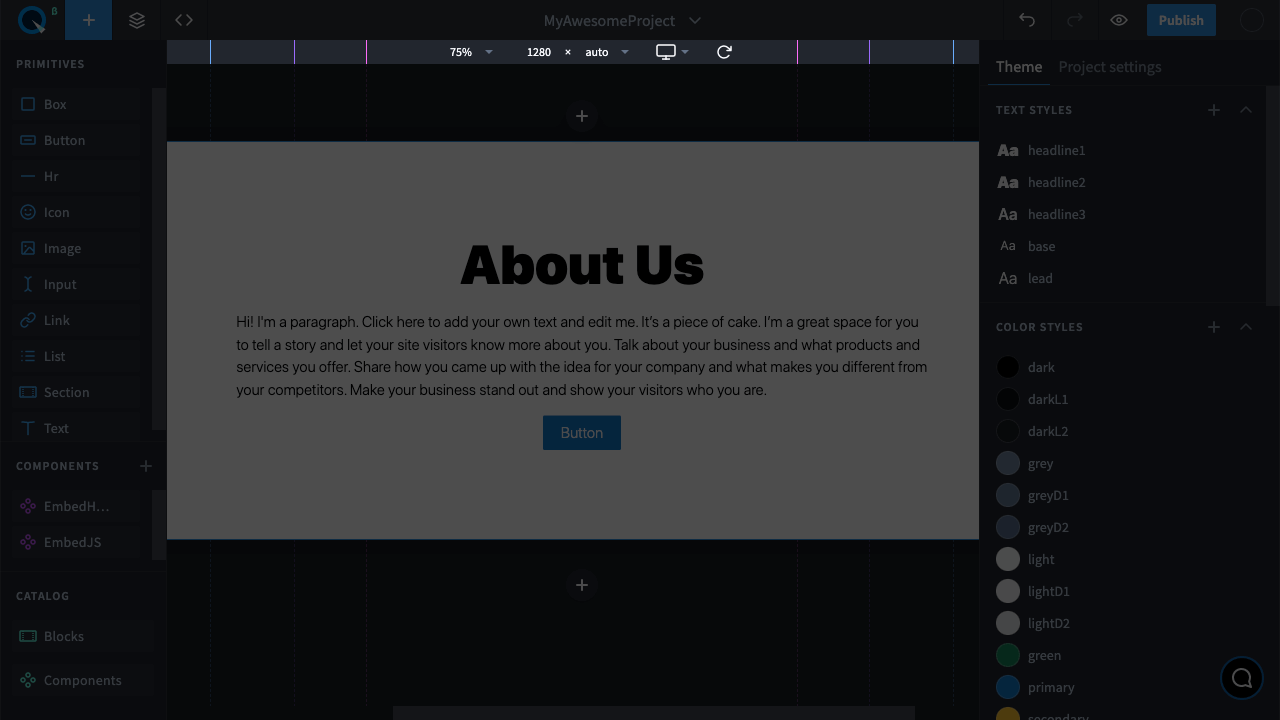 β
MyAwesomeProject
Publish
75%
1280 × auto
PRIMITIVES
Box
Button
Hr
Icon
Image
Input
Link
List
Section
Text
COMPONENTS
EmbedH...
EmbedJS
CATALOG
Blocks
Components
About Us
Hi! I'm a paragraph. Click here to add your own text and edit me. It's a piece of cake. I'm a great space for you
to tell a story and let your site visitors know more about you. Talk about your business and what products and
services you offer. Share how you came up with the idea for your company and what makes you different from
your competitors. Make your business stand out and show your visitors who you are.
Button
Theme
Project settings
TEXT STYLES
Aa headline1
Aa headline2
Aa headline3
Aa base
Aa lead
COLOR STYLES
dark
darkL1
darkL2
grey
greyD1
greyD2
light
lightD1
lightD2
green
primary
secondary